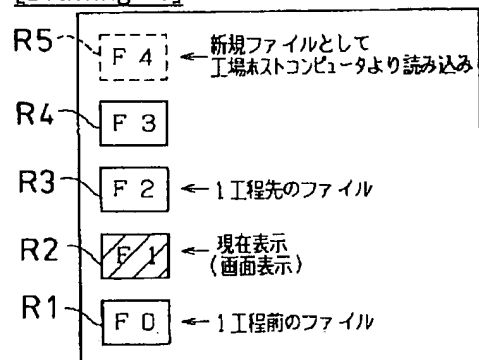 R5
F 4
新規ファイルとして
工場ホストコンピュータより読み込み
R4
F 3
R3
F 2
1工程先のファイル
R2
F 1
現在表示
(画面表示)
R1
F 0
1工程前のファイル